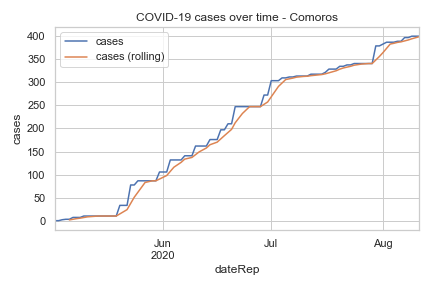 COVID-19 cases over time - Comoros
cases
cases (rolling)
400
350
300
250
200
150
100
50
0
cases
Jun
2020
Jul
Aug
dateRep